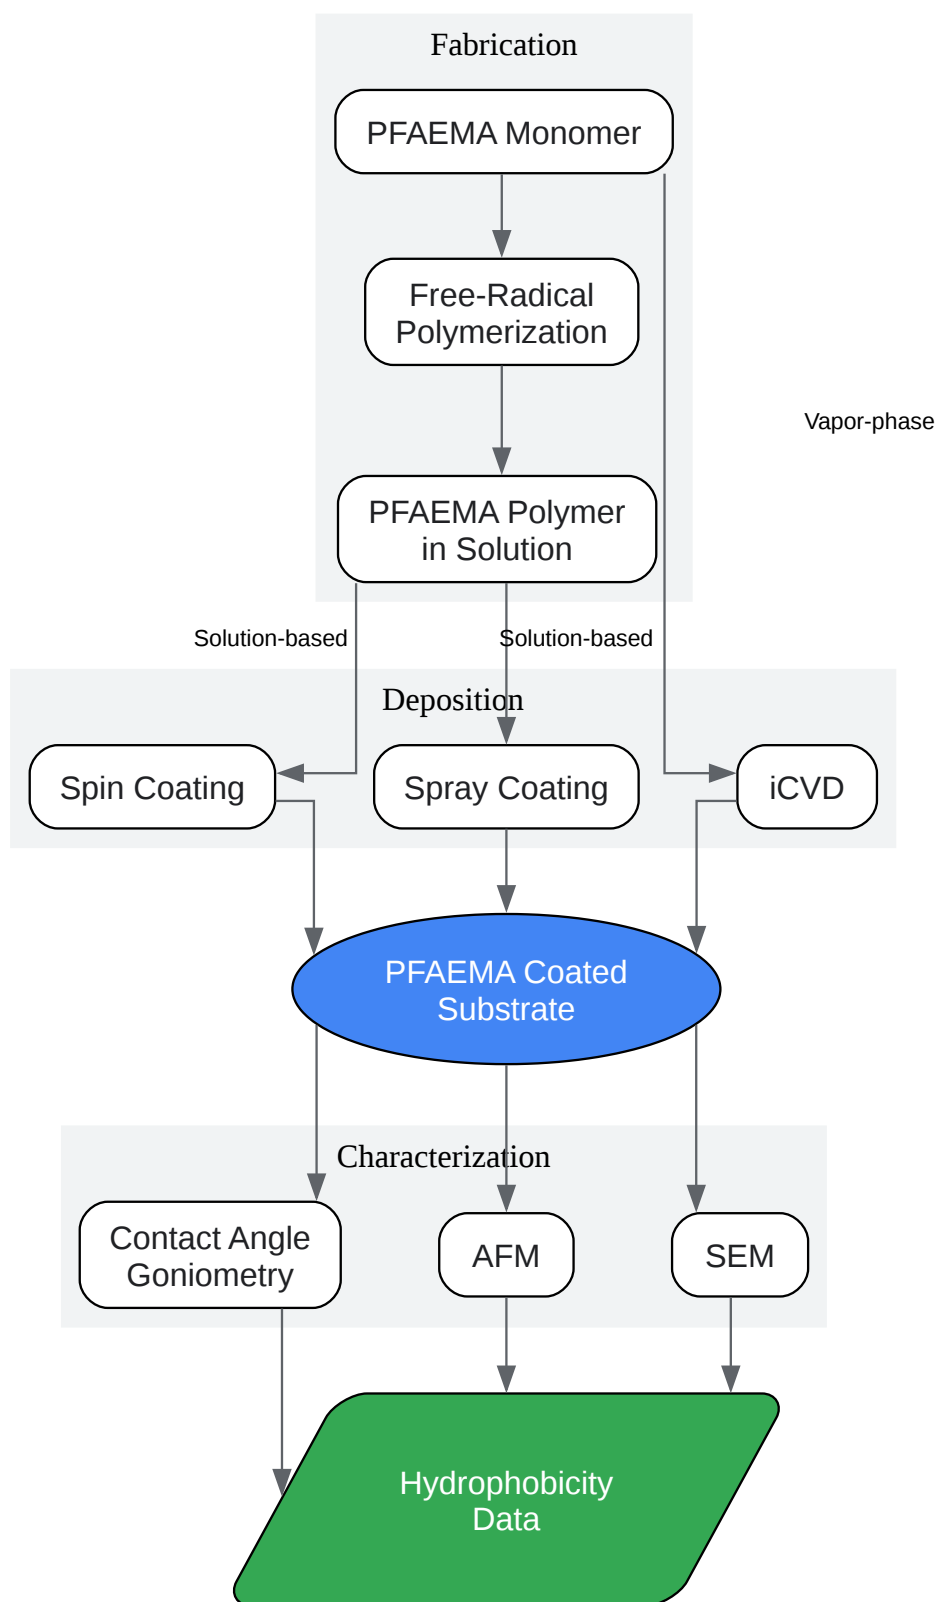 Fabrication
PFAEMA Monomer
Free-Radical
Polymerization
Vapor-phase
PFAEMA Polymer
in Solution
Solution-based
Solution-based
Deposition
Spin Coating
Spray Coating
iCVD
PFAEMA Coated
Substrate
Characterization
Contact Angle
Goniometry
AFM
SEM
Hydrophobicity
Data